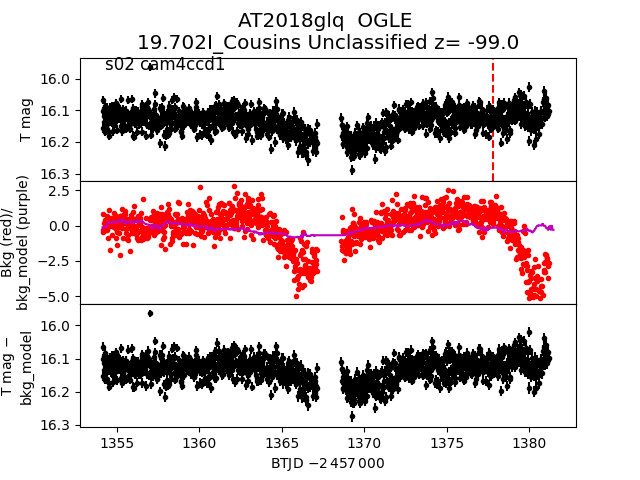 AT2018glq  OGLE
19.702I_Cousins Unclassified z= -99.0
s02 cam4ccd1
16.0
16.1
16.2
16.3
T mag
2.5
0.0
−2.5
−5.0
Bkg (red)/
bkg_model (purple)
16.0
16.1
16.2
16.3
T mag −
bkg_model
1355
1360
1365
1370
1375
1380
BTJD −2 457 000